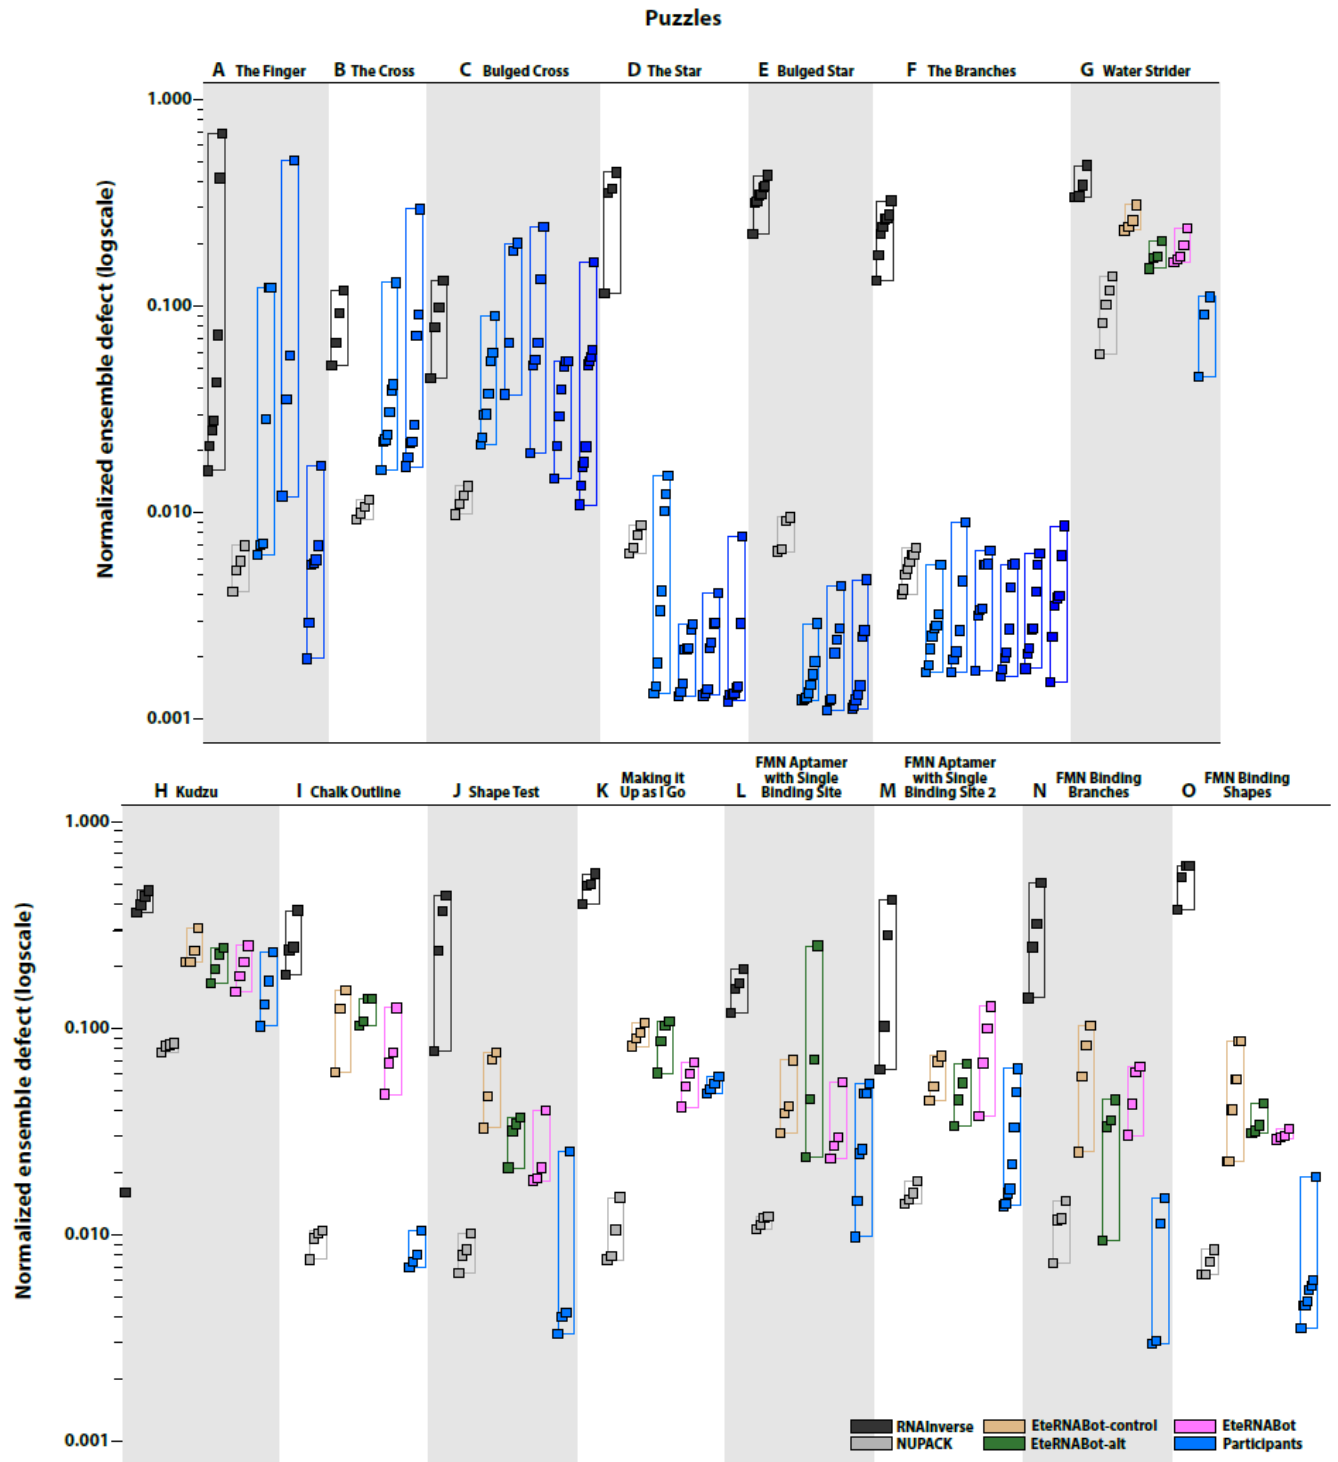 Puzzles
A The Finger B The Cross C Bulged Cross D The Star E Bulged Star F The Branches G Water Strider
Normalized ensemble defect (logscale)
1.000
0.100
0.010
0.001
H Kudzu I Chalk Outline J Shape Test K Making it Up as I Go L FMN Aptamer with Single Binding Site M FMN Aptamer with Single Binding Site 2 N FMN Binding Branches O FMN Binding Shapes
Normalized ensemble defect (logscale)
1.000
0.100
0.010
0.001
RNAInverse EteRNABot-control EteRNABot
NUPACK EteRNABot-alt Participants